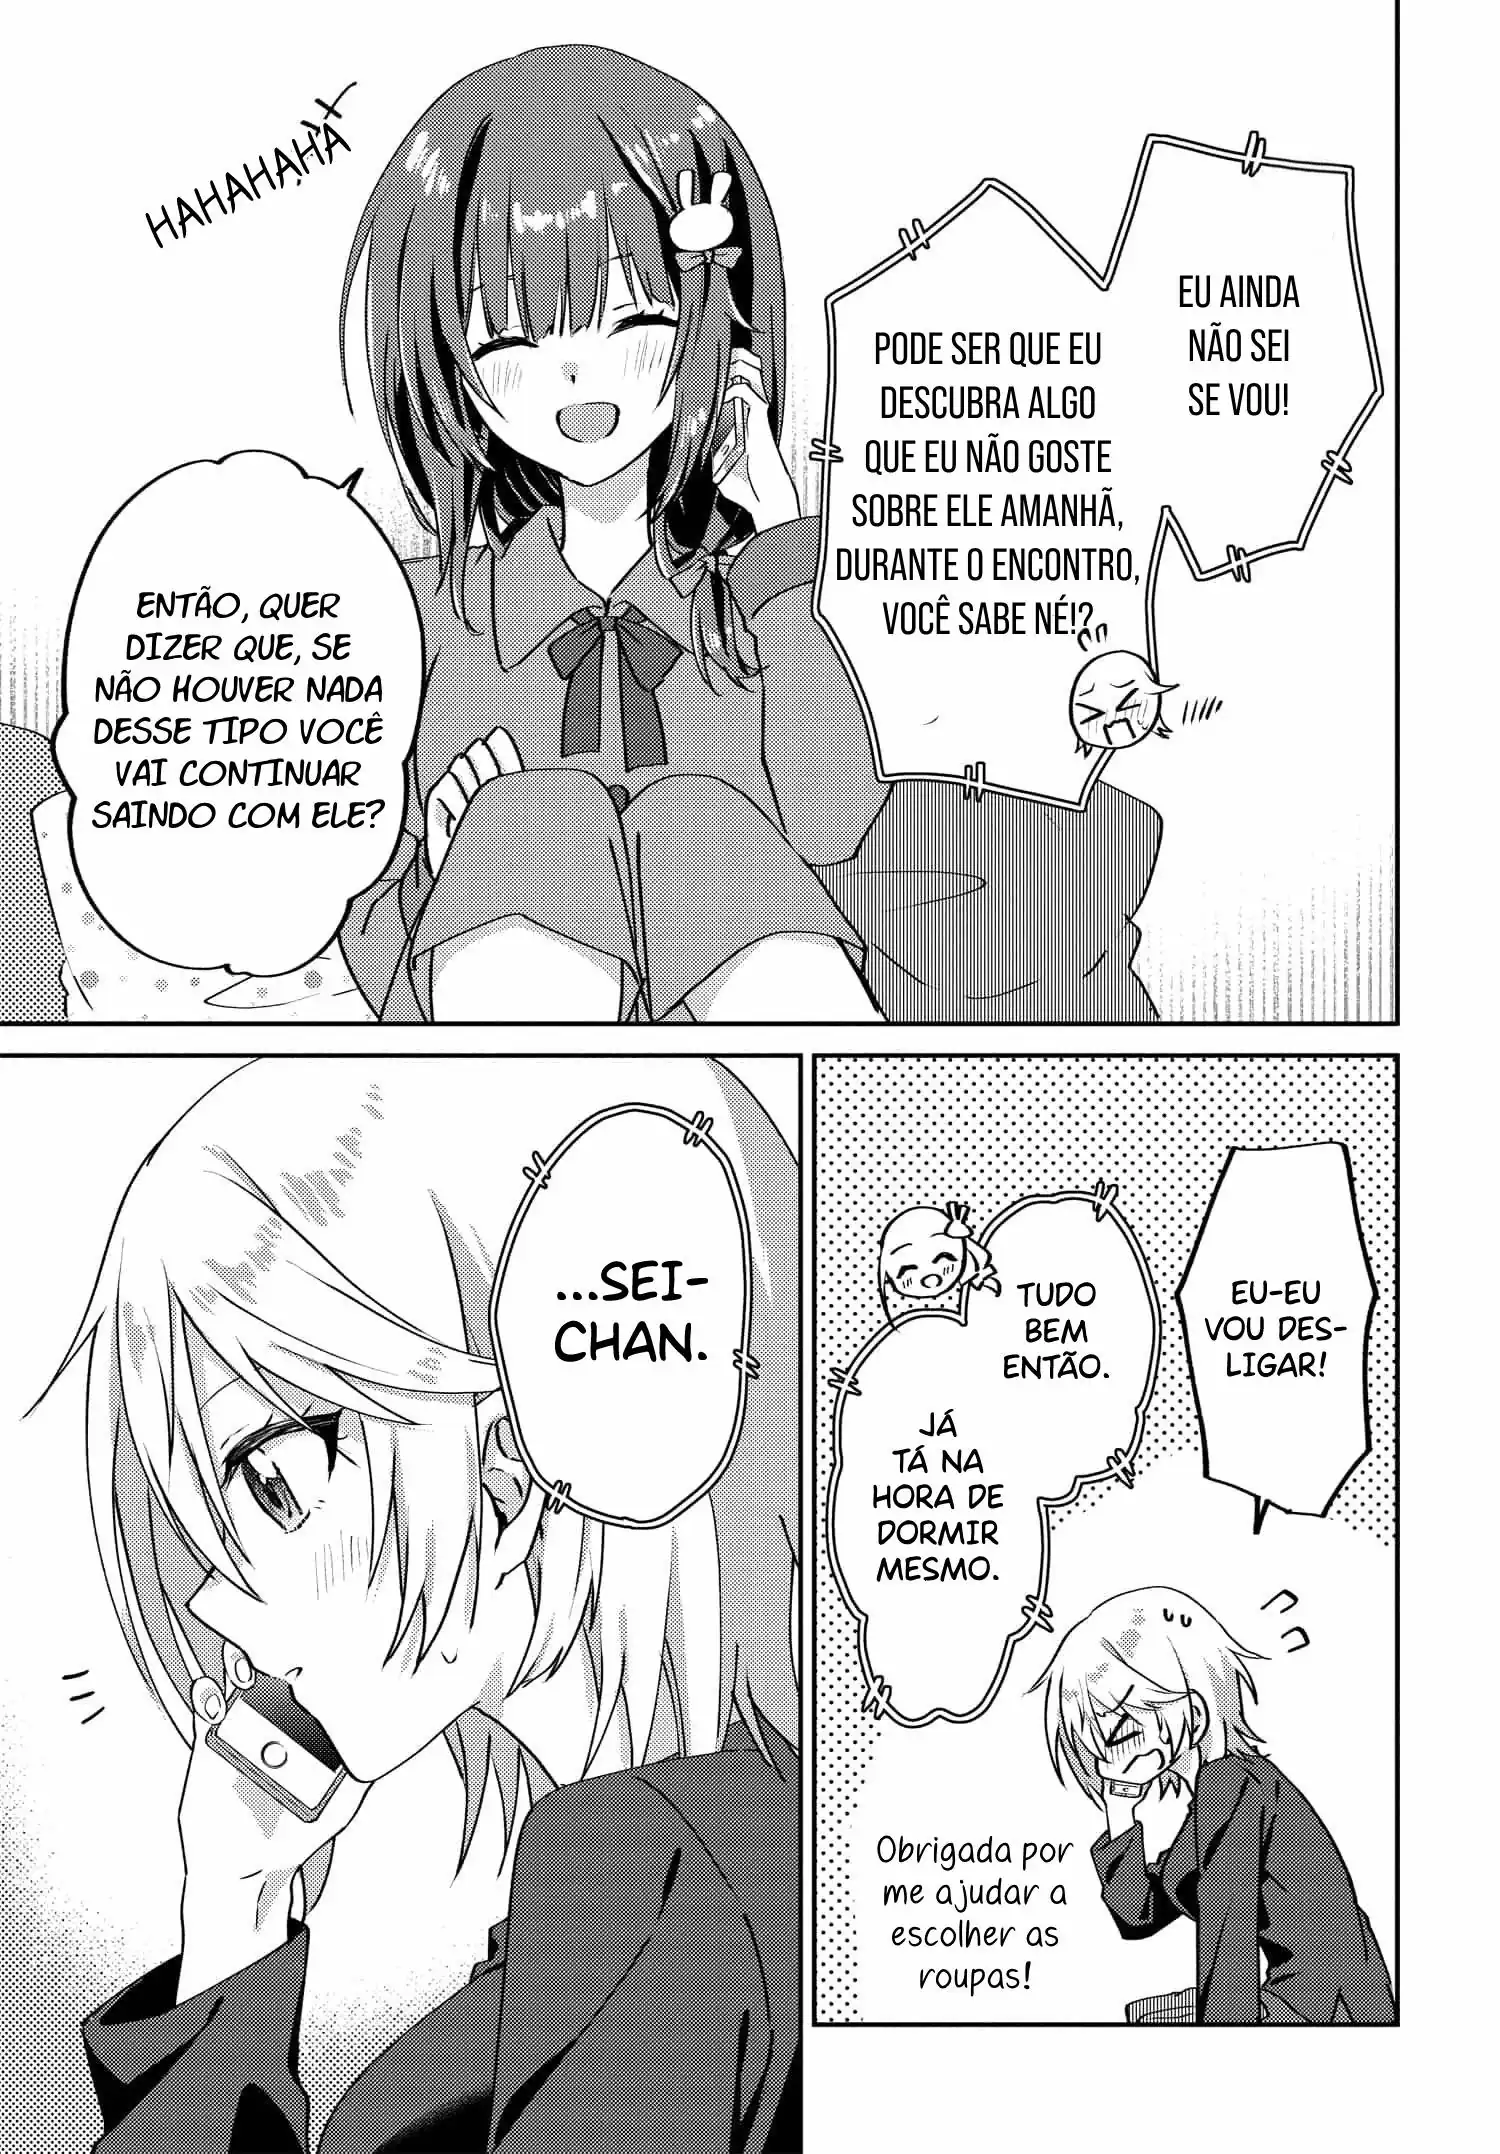 EU AINDA
NÃO SEI
SE VOU!
PODE SER QUE EU
DESCUBRA ALGO
QUE EU NÃO GOSTE
SOBRE ELE AMANHÃ,
DURANTE O ENCONTRO,
VOCÊ SABE NÉ!?
HAHAHAHA
ENTÃO, QUER
DIZER QUE, SE
NÃO HOUVER NADA
DESSE TIPO VOCÊ
VAI CONTINUAR
SAINDO COM ELE?
EU-EU
VOU DES-
LIGAR!
TUDO
BEM
ENTÃO.
JÁ
TÁ NA
HORA DE
DORMIR
MESMO.
Obrigada por
me ajudar a
escolher as
roupas!
...SEI-
CHAN.